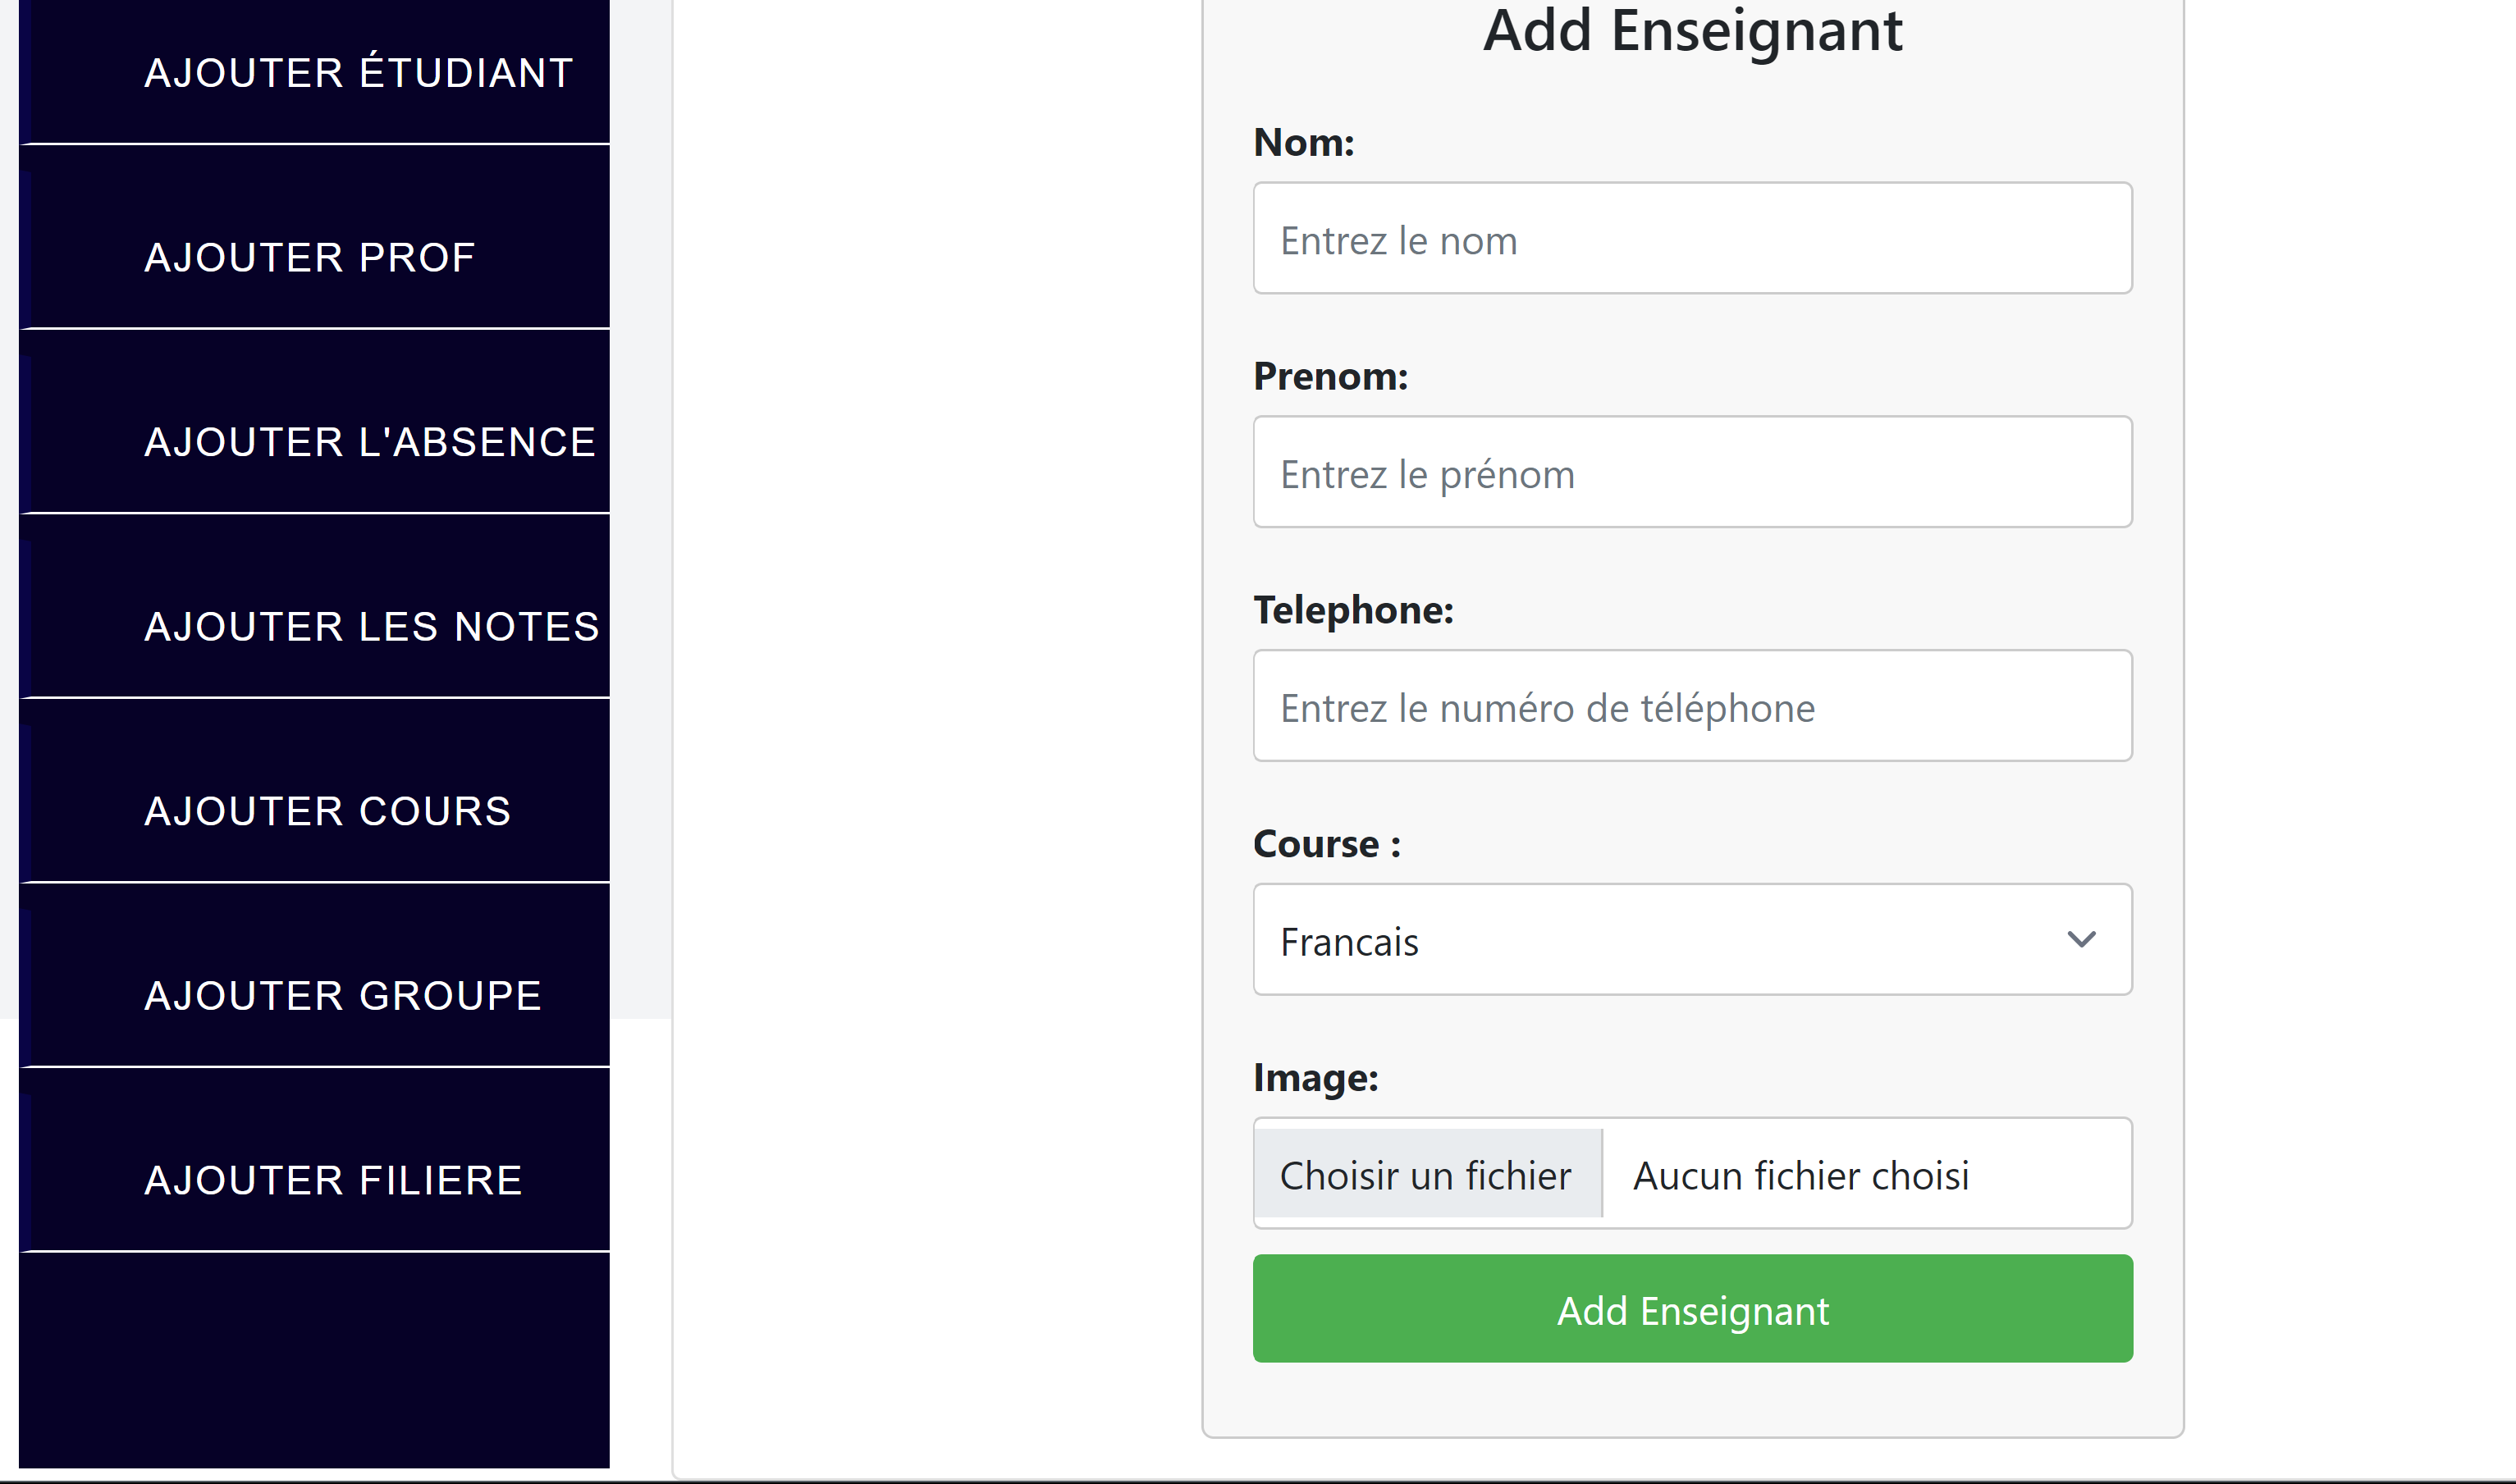 AJOUTER ÉTUDIANT
AJOUTER PROF
AJOUTER L'ABSENCE
AJOUTER LES NOTES
AJOUTER COURS
AJOUTER GROUPE
AJOUTER FILIERE
Add Enseignant
Nom:
Entrez le nom
Prenom:
Entrez le prénom
Telephone:
Entrez le numéro de téléphone
Course :
Francais
Image:
Choisir un fichier Aucun fichier choisi
Add Enseignant